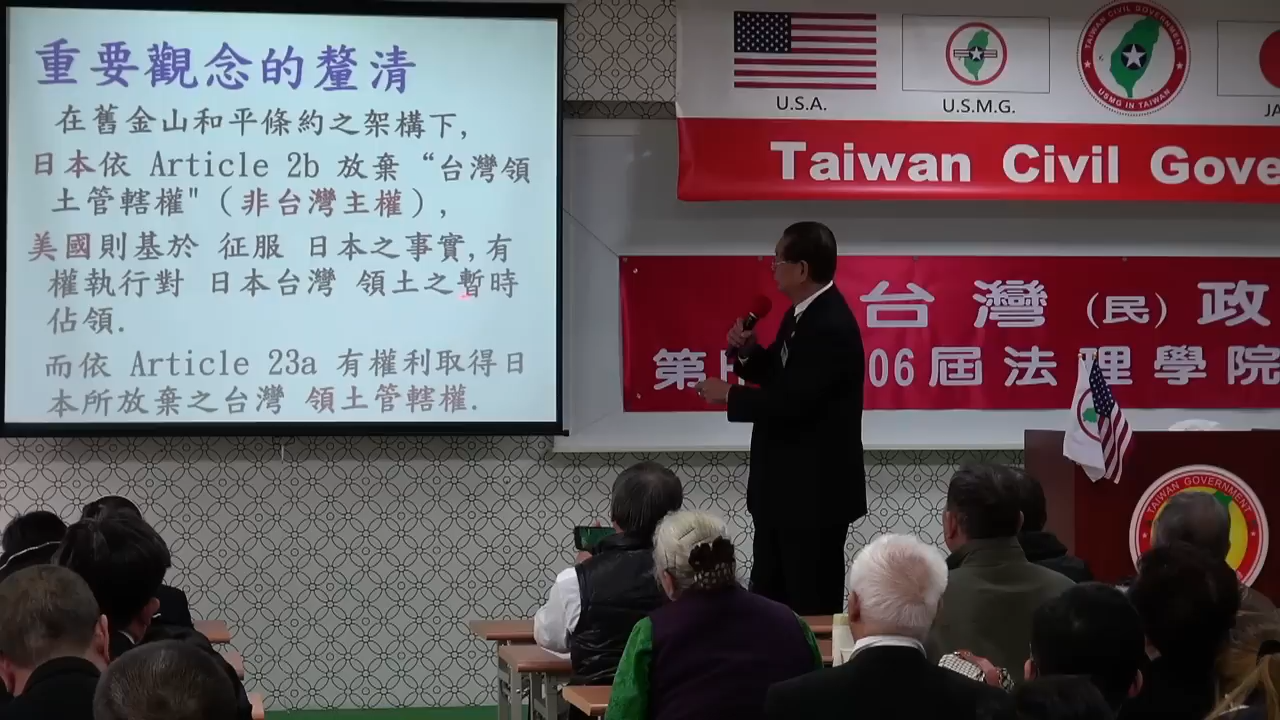 重要觀念的釐清
在舊金山和平條約之架構下,
日本依 Article 2b 放棄 “台灣領
土管轄權" (非台灣主權),
美國則基於 征服 日本之事實,有
權執行對 日本台灣 領土之暫時
佔領.
而依 Article 23a 有權利取得日
本所放棄之台灣 領土管轄權.
U.S.A.
U.S.M.G.
TAIWAN CIVIL GOVERNMENT
USMG IN TAIWAN
JA
Taiwan Civil Gove
台灣(民)政
第
06屆法理學院
TAIWAN GOVERNMENT